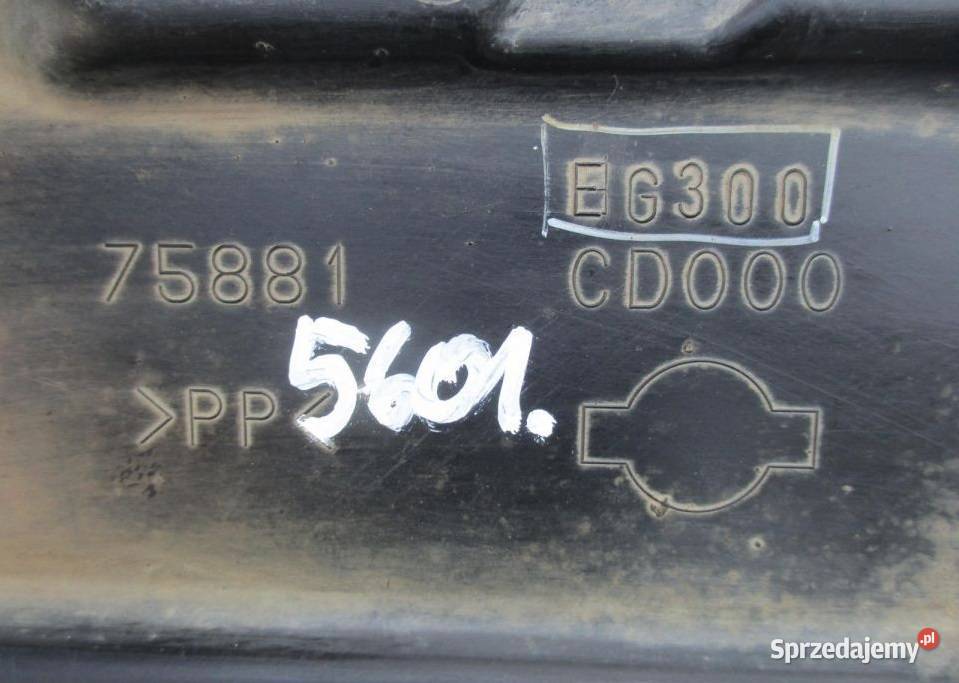 EG300
75881 CD000
>PP<
5601.
Sprzedajemy.pl